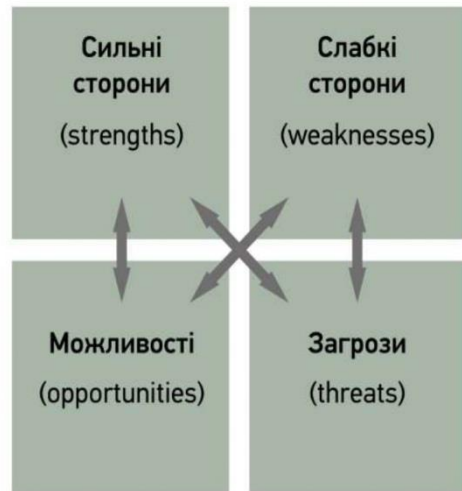 Сильні
сторони
(strengths)
Слабкі
сторони
(weaknesses)
Можливості
(opportunities)
Загрози
(threats)